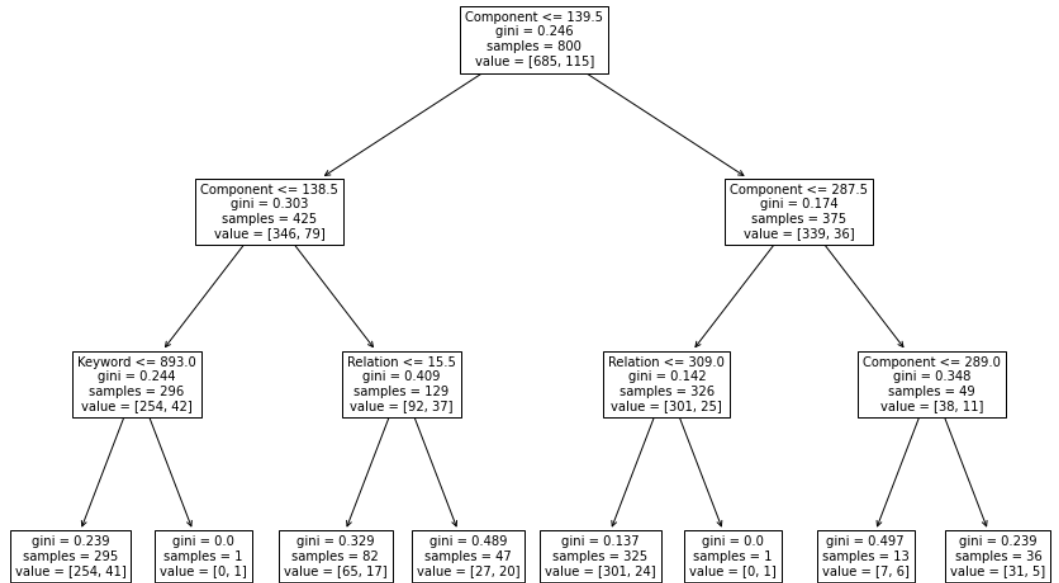 Component <= 139.5
gini = 0.246
samples = 800
value = [685, 115]
Component <= 138.5
gini = 0.303
samples = 425
value = [346, 79]
Component <= 287.5
gini = 0.174
samples = 375
value = [339, 36]
Keyword <= 893.0
gini = 0.244
samples = 296
value = [254, 42]
Relation <= 15.5
gini = 0.409
samples = 129
value = [92, 37]
Relation <= 309.0
gini = 0.142
samples = 326
value = [301, 25]
Component <= 289.0
gini = 0.348
samples = 49
value = [38, 11]
gini = 0.239
samples = 295
value = [254, 41]
gini = 0.0
samples = 1
value = [0, 1]
gini = 0.329
samples = 82
value = [65, 17]
gini = 0.489
samples = 47
value = [27, 20]
gini = 0.137
samples = 325
value = [301, 24]
gini = 0.0
samples = 1
value = [0, 1]
gini = 0.497
samples = 13
value = [7, 6]
gini = 0.239
samples = 36
value = [31, 5]